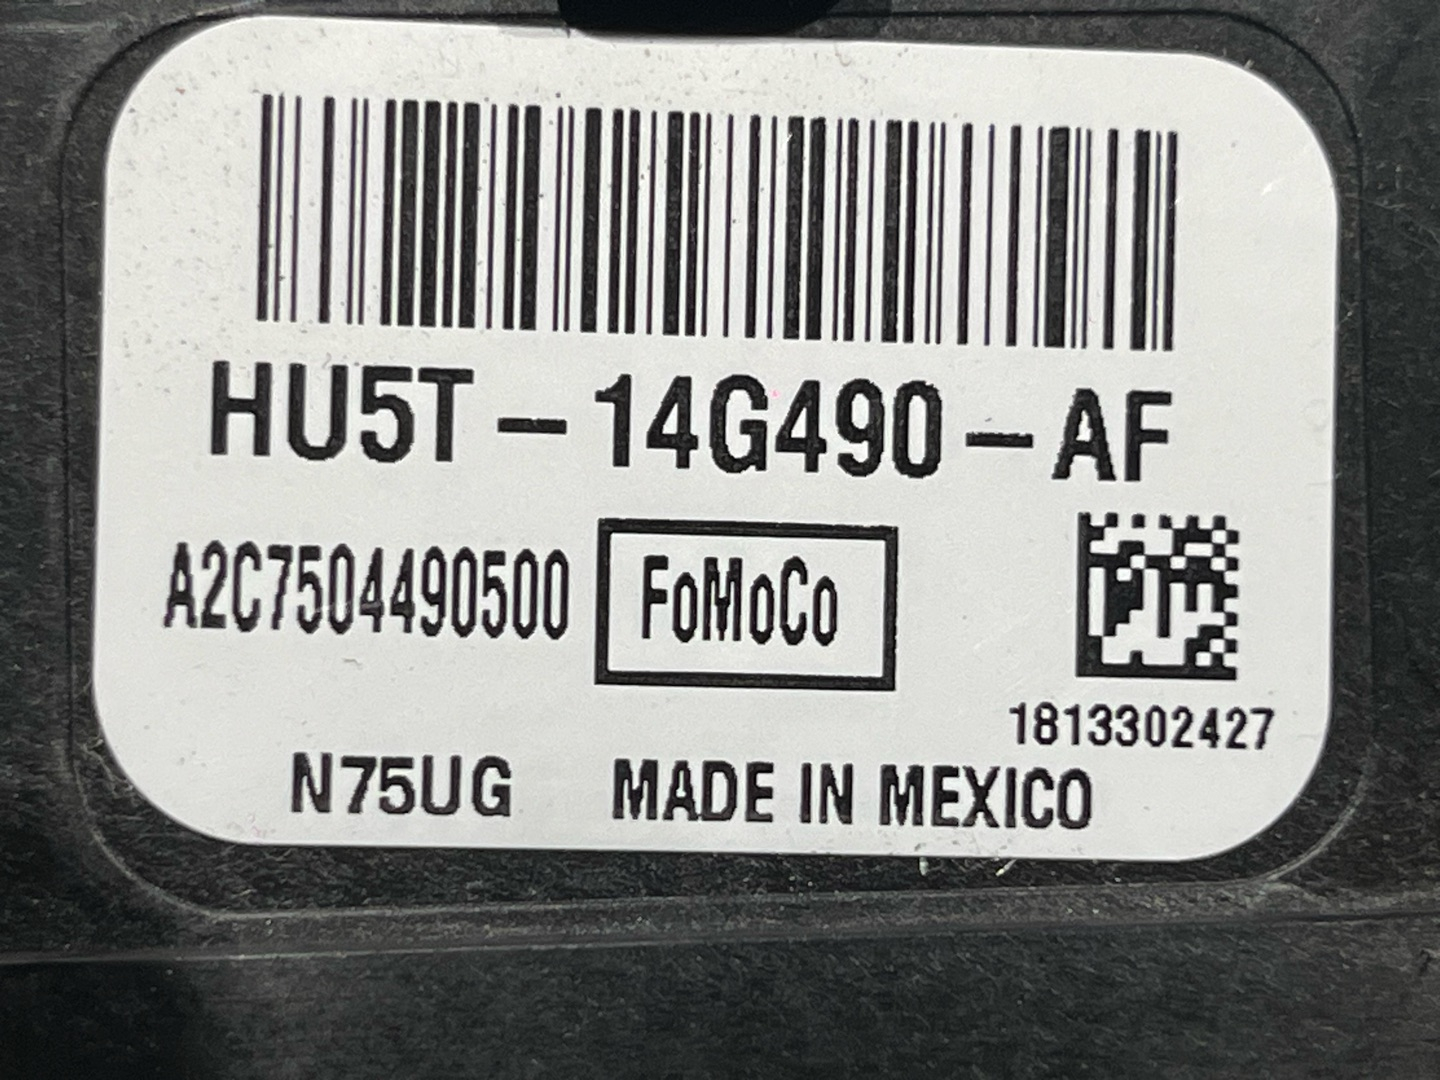 HU5T-14G490-AF
A2C7504490500 FoMoCo
1813302427
N75UG MADE IN MEXICO